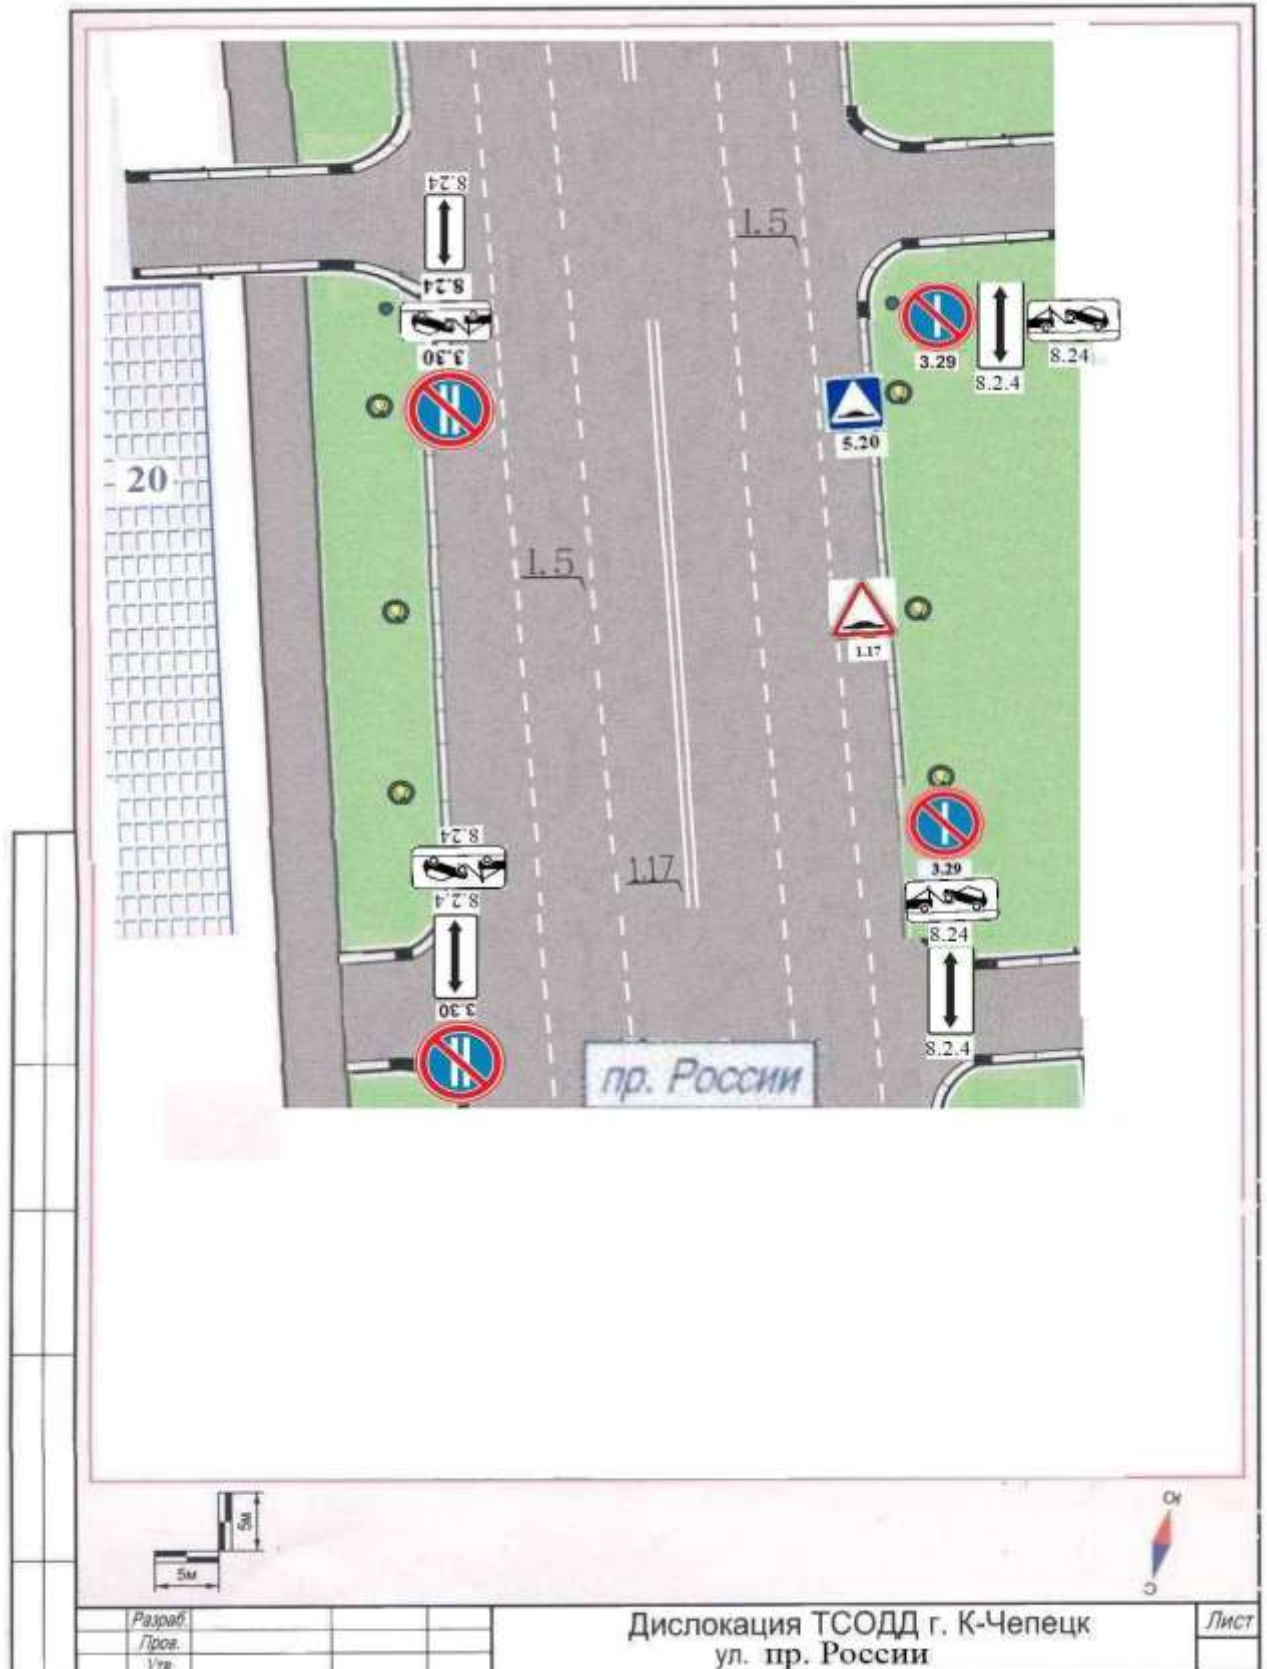 8.24
1.5
8.24
3.30
3.29
8.2.4
8.24
5.20
20
1.5
1.17
8.24
1.17
3.29
8.2.4
8.24
3.30
8.2.4
пр. России
5м
5м
Ю
С
Разраб.
Пров.
Утв.
Дислокация ТСОДД г. К-Чепецк
ул. пр. России
Лист